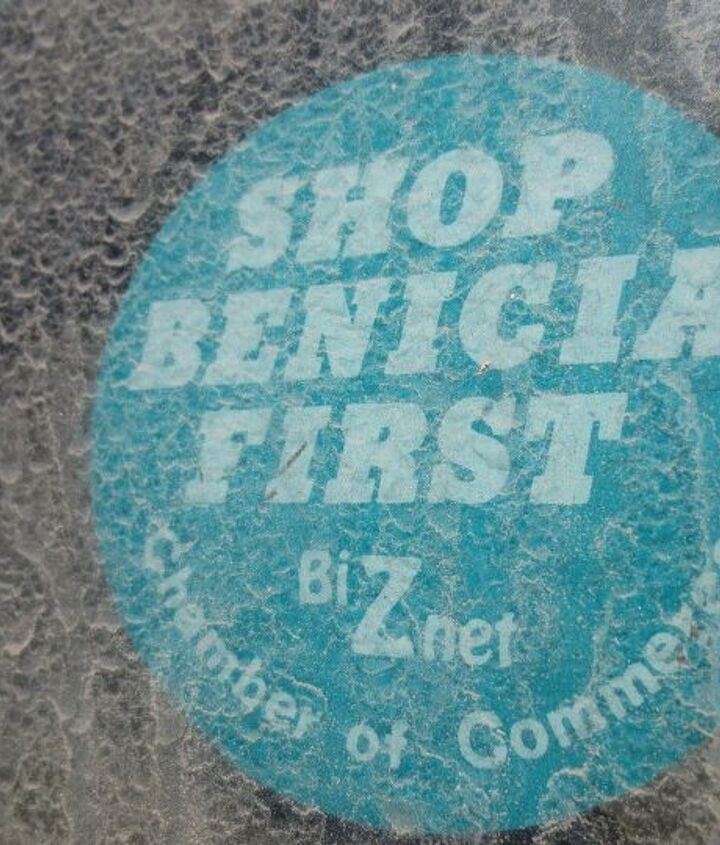 SHOP
BENICIA
FIRST
BiZnet
Chamber of Commerce